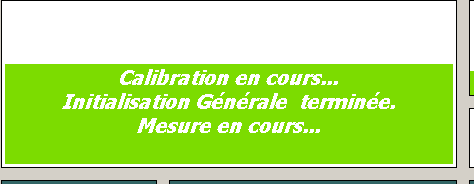 Calibration en cours...
Initialisation Générale  terminée.
Mesure en cours...